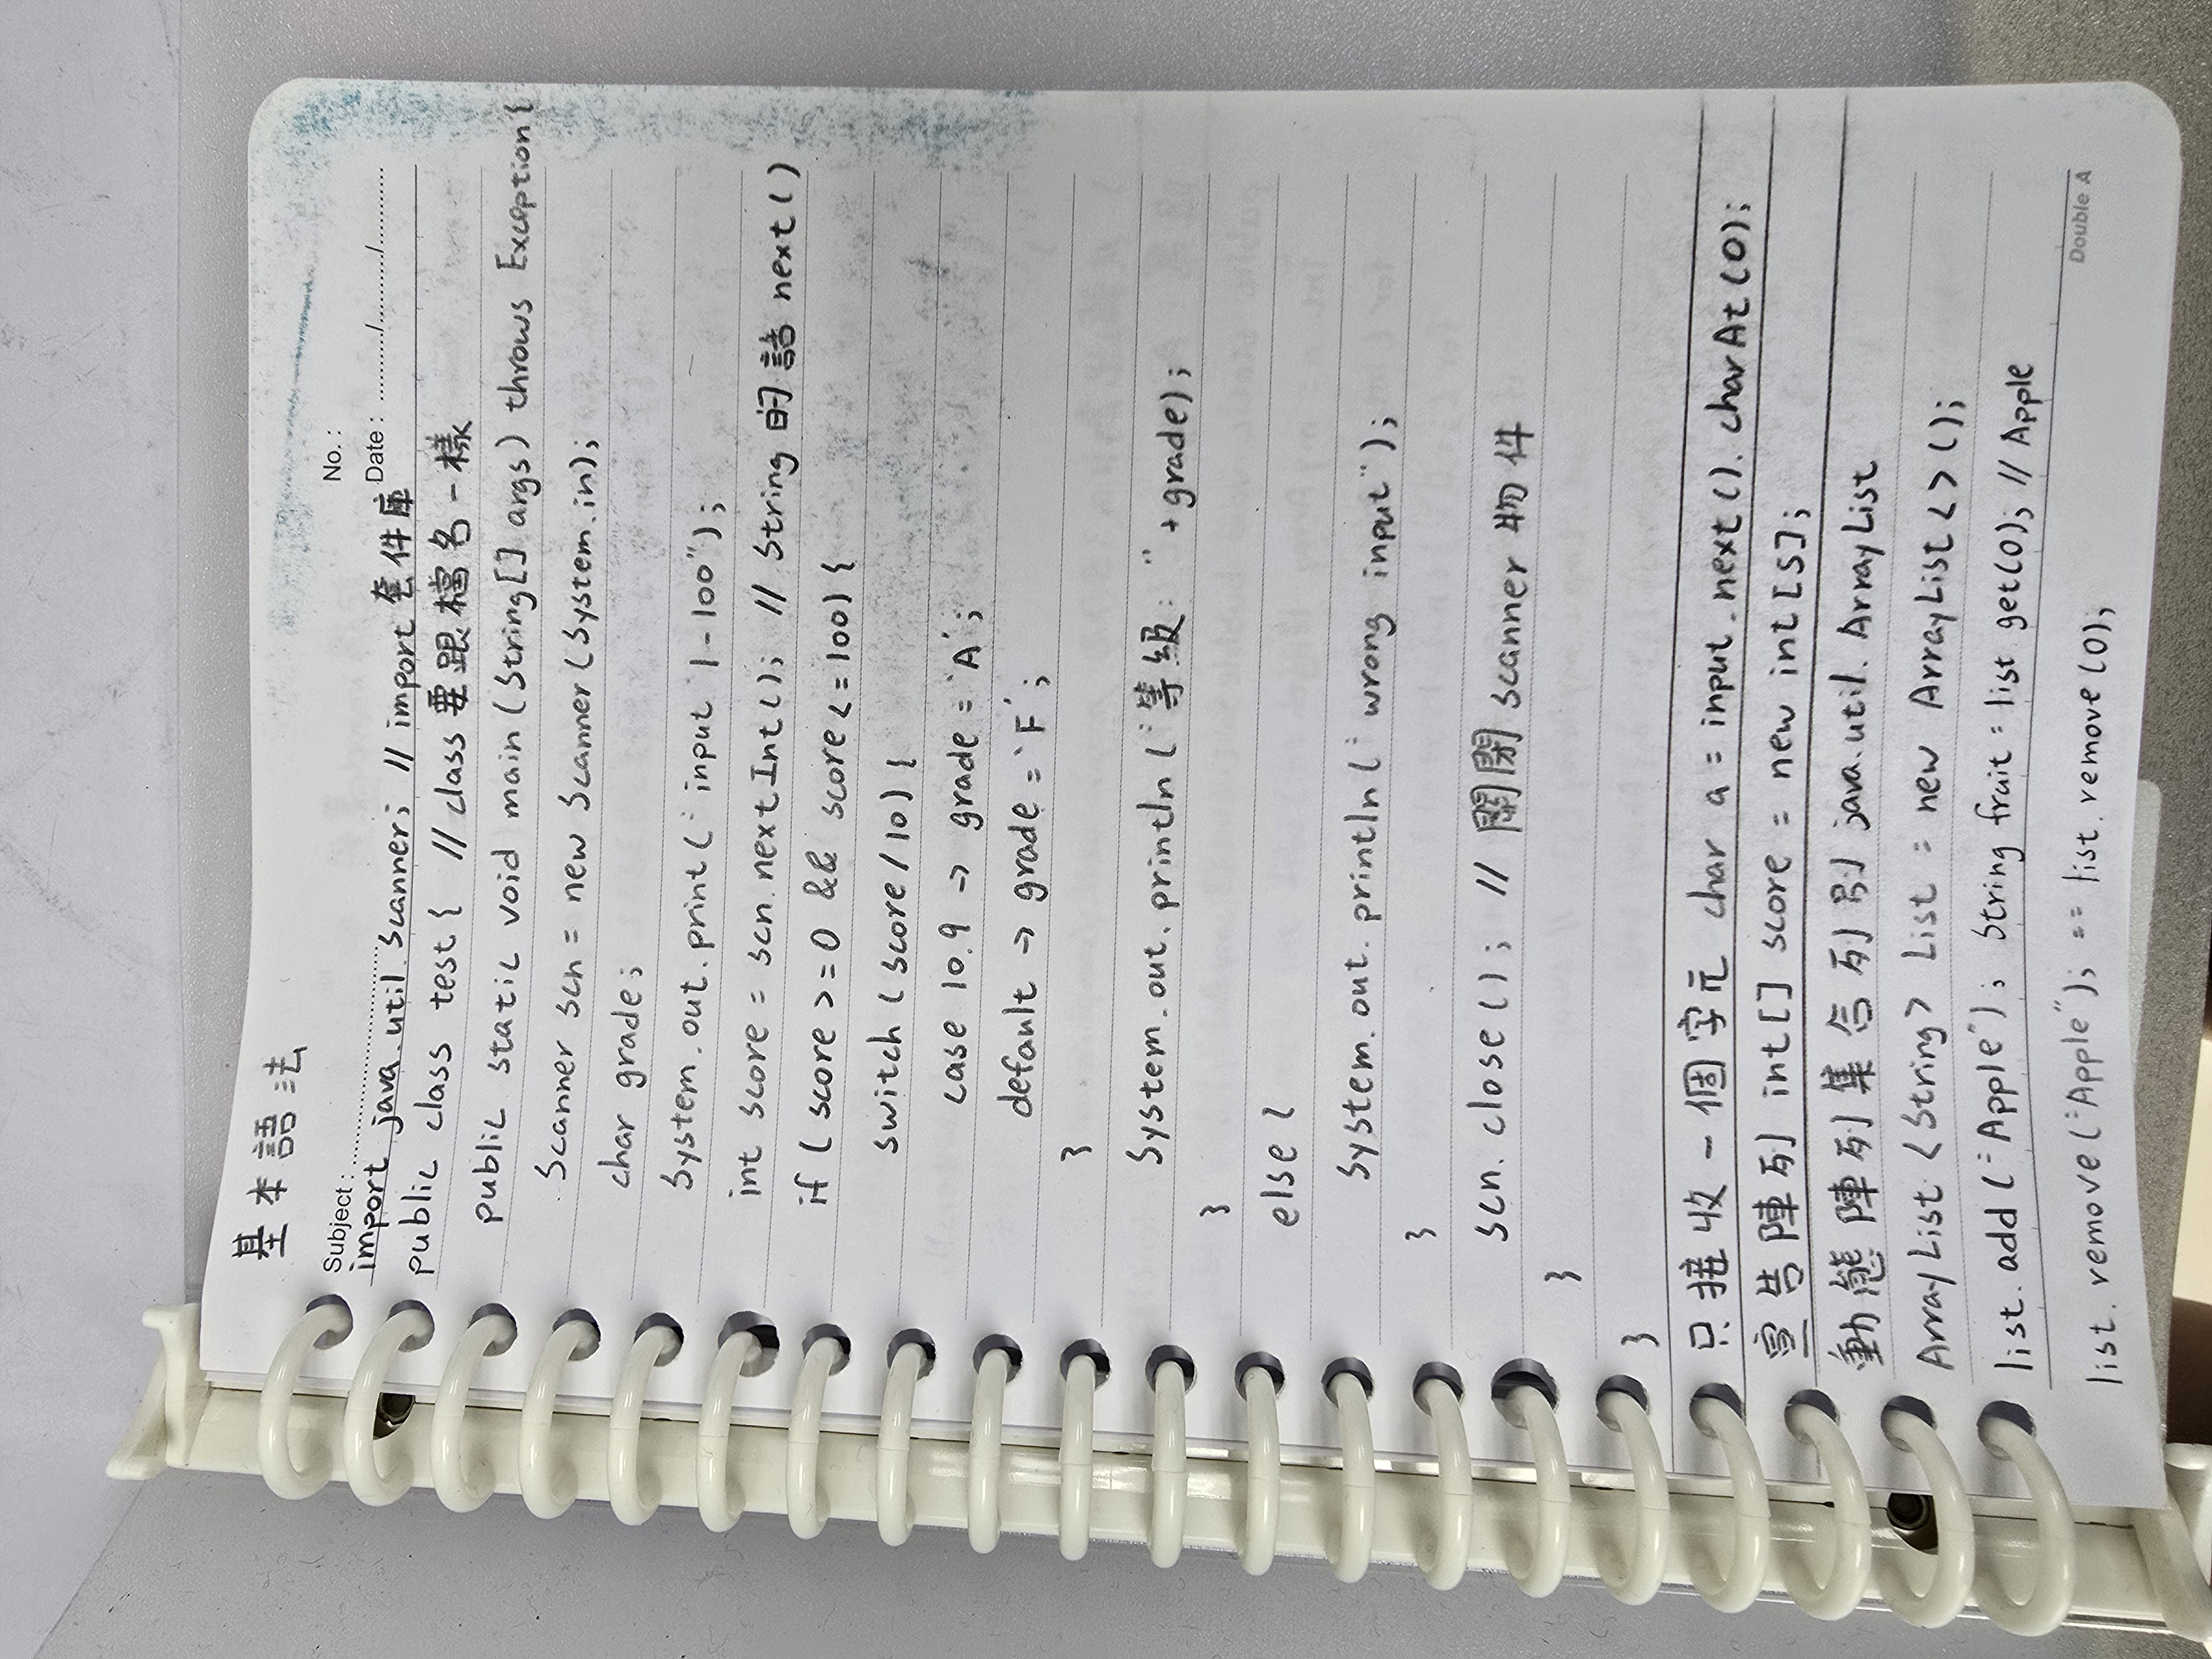 基本語法
Subject :
No. :
Date : ........../........../...........
import java.util.Scanner; // import 套件庫
public class test { // class 要跟檔名一樣
public static void main (String[] args) throws Exception {
Scanner scn = new Scanner (System.in);
char grade;
System.out.print ("input 1-100");
int score = scn.nextInt(); // String 的話 next()
if ( score >= 0 && score <= 100) {
switch ( score / 10 ) {
case 10, 9 -> grade = 'A';
default -> grade = 'F';
}
System.out.println ("等級: " + grade);
}
else {
System.out.println (" wrong input");
}
scn.close(); // 關閉 scanner 物件
}
}
只接收一個字元 char a = input.next().charAt(0);
宣告陣列 int[] score = new int[5];
動態陣列集合列別 java.util.ArrayList
ArrayList <String> List = new ArrayList<>();
list.add ("Apple"); String fruit = list get(0); // Apple
list.remove ("Apple"); == list.remove (0);
Double A